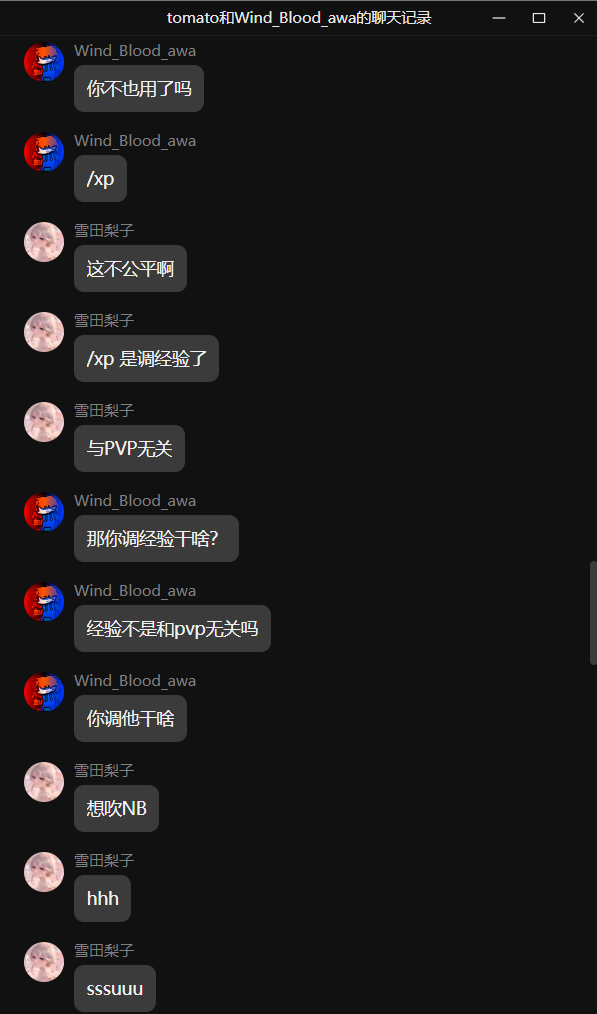 tomato和Wind_Blood_awa的聊天记录
Wind_Blood_awa
你不也用了吗
Wind_Blood_awa
/xp
雪田梨子
这不公平啊
雪田梨子
/xp 是调经验了
雪田梨子
与PVP无关
Wind_Blood_awa
那你调经验干啥?
Wind_Blood_awa
经验不是和pvp无关吗
Wind_Blood_awa
你调他干啥
雪田梨子
想吹NB
雪田梨子
hhh
雪田梨子
sssuuu